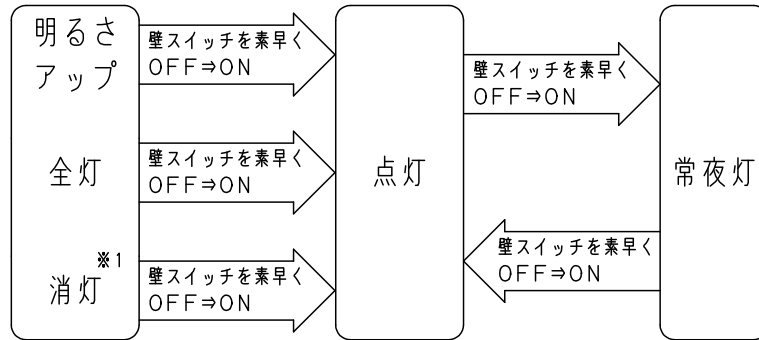 明るさ
アップ
全灯
※1
消灯
壁スイッチを素早く
OFF⇒ON
壁スイッチを素早く
OFF⇒ON
壁スイッチを素早く
OFF⇒ON
点灯
壁スイッチを素早く
OFF⇒ON
壁スイッチを素早く
OFF⇒ON
常夜灯